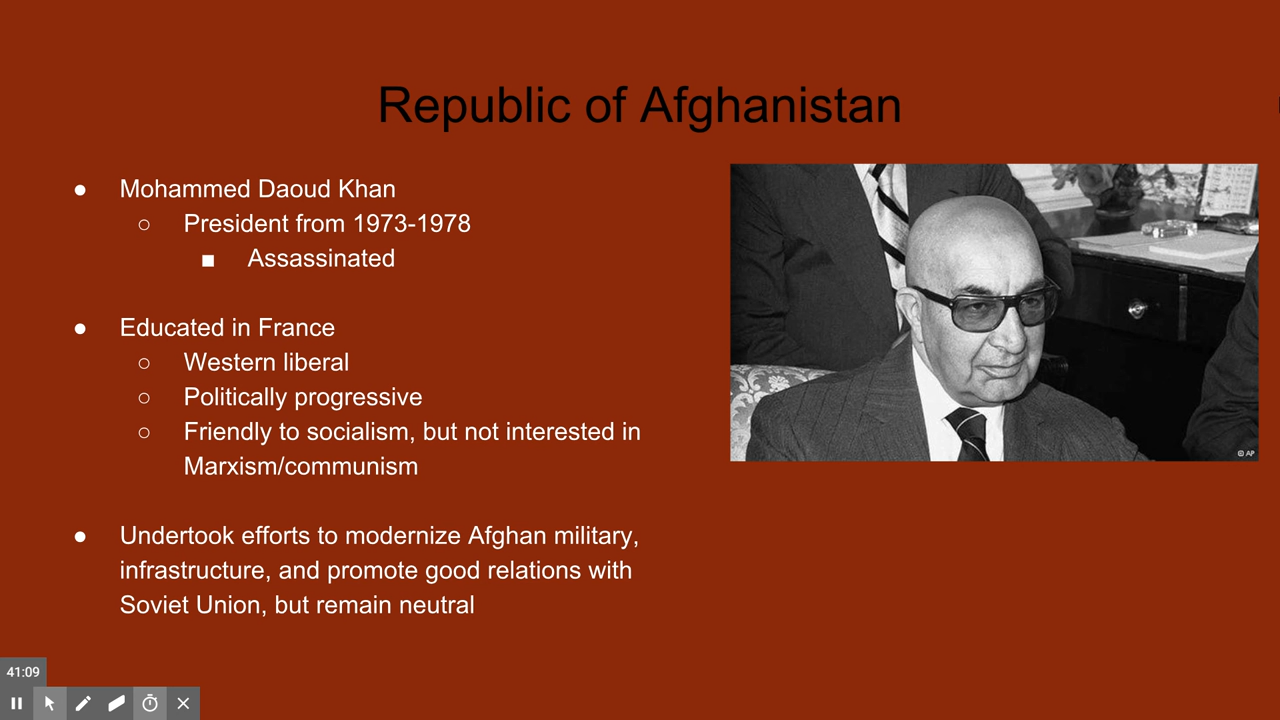 Republic of Afghanistan
● Mohammed Daoud Khan
○ President from 1973-1978
■ Assassinated
● Educated in France
○ Western liberal
○ Politically progressive
○ Friendly to socialism, but not interested in
Marxism/communism
● Undertook efforts to modernize Afghan military,
infrastructure, and promote good relations with
Soviet Union, but remain neutral
© AP
41:09